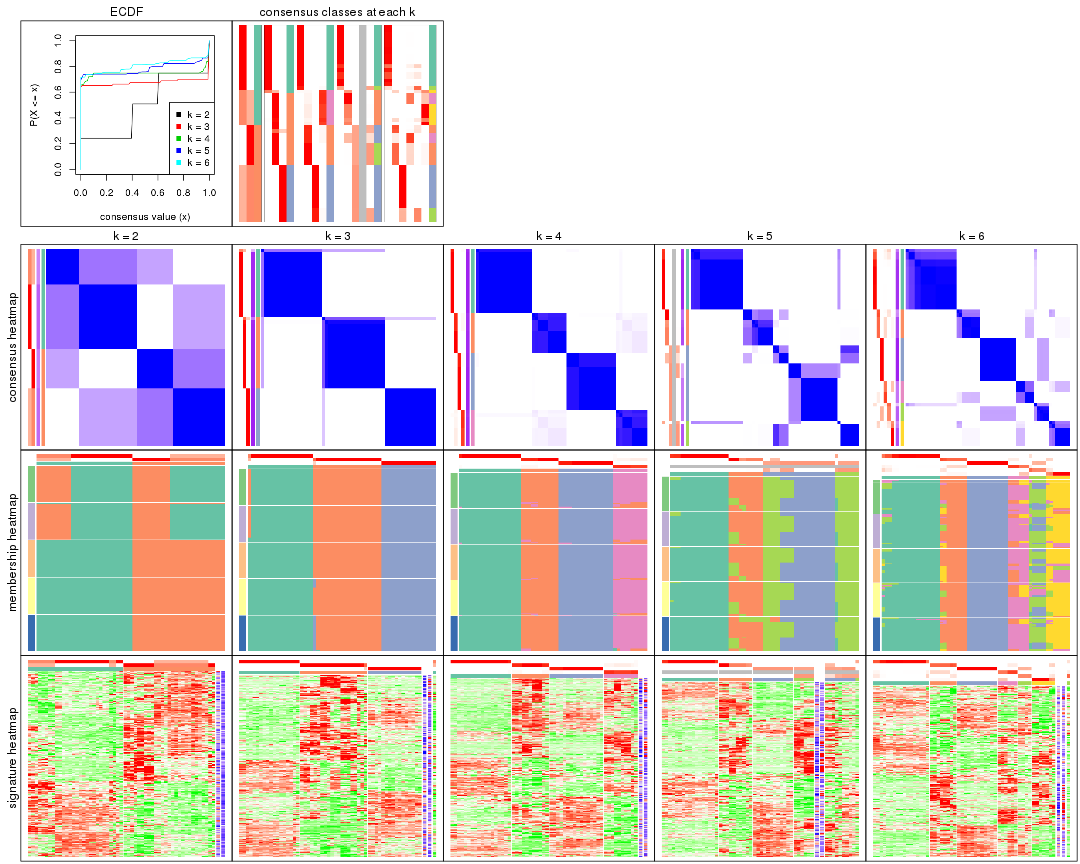 ECDF
consensus classes at each k
P(X <= x)
0.0 0.2 0.4 0.6 0.8 1.0
k = 2
k = 3
k = 4
k = 5
k = 6
0.0 0.2 0.4 0.6 0.8 1.0
consensus value (x)
k = 2
k = 3
k = 4
k = 5
k = 6
consensus heatmap
membership heatmap
signature heatmap